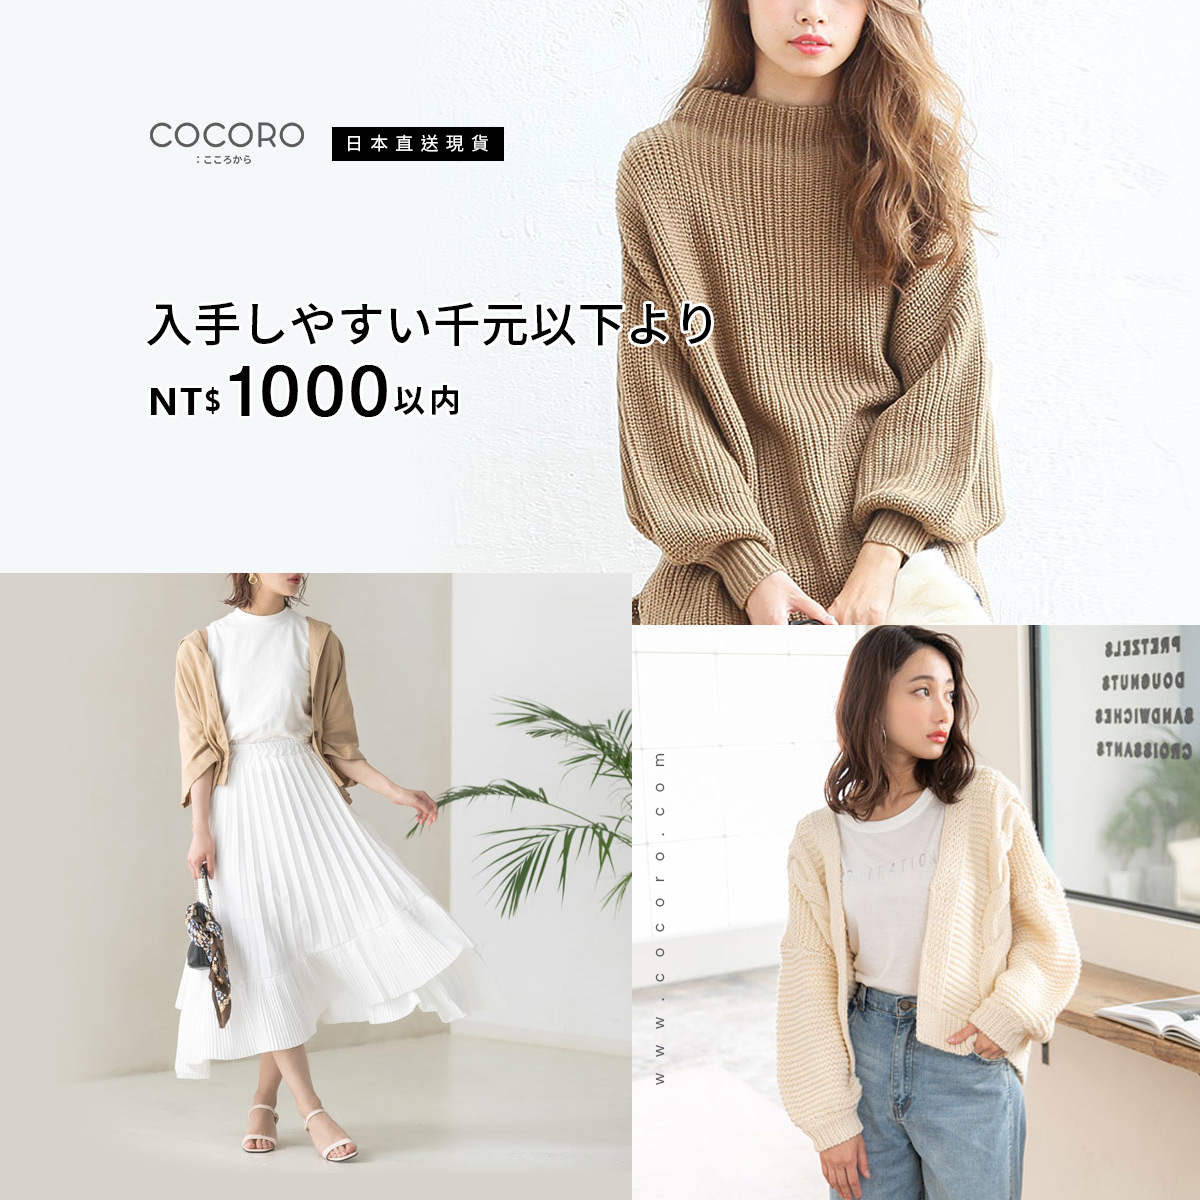 COCORO
：こころから
日本直送現貨
入手しやすい千元以下より
NT$1000以内
PRETZELS
DOUGNUTS
SANDWICHES
CROISSANTS
www.cocoro.com